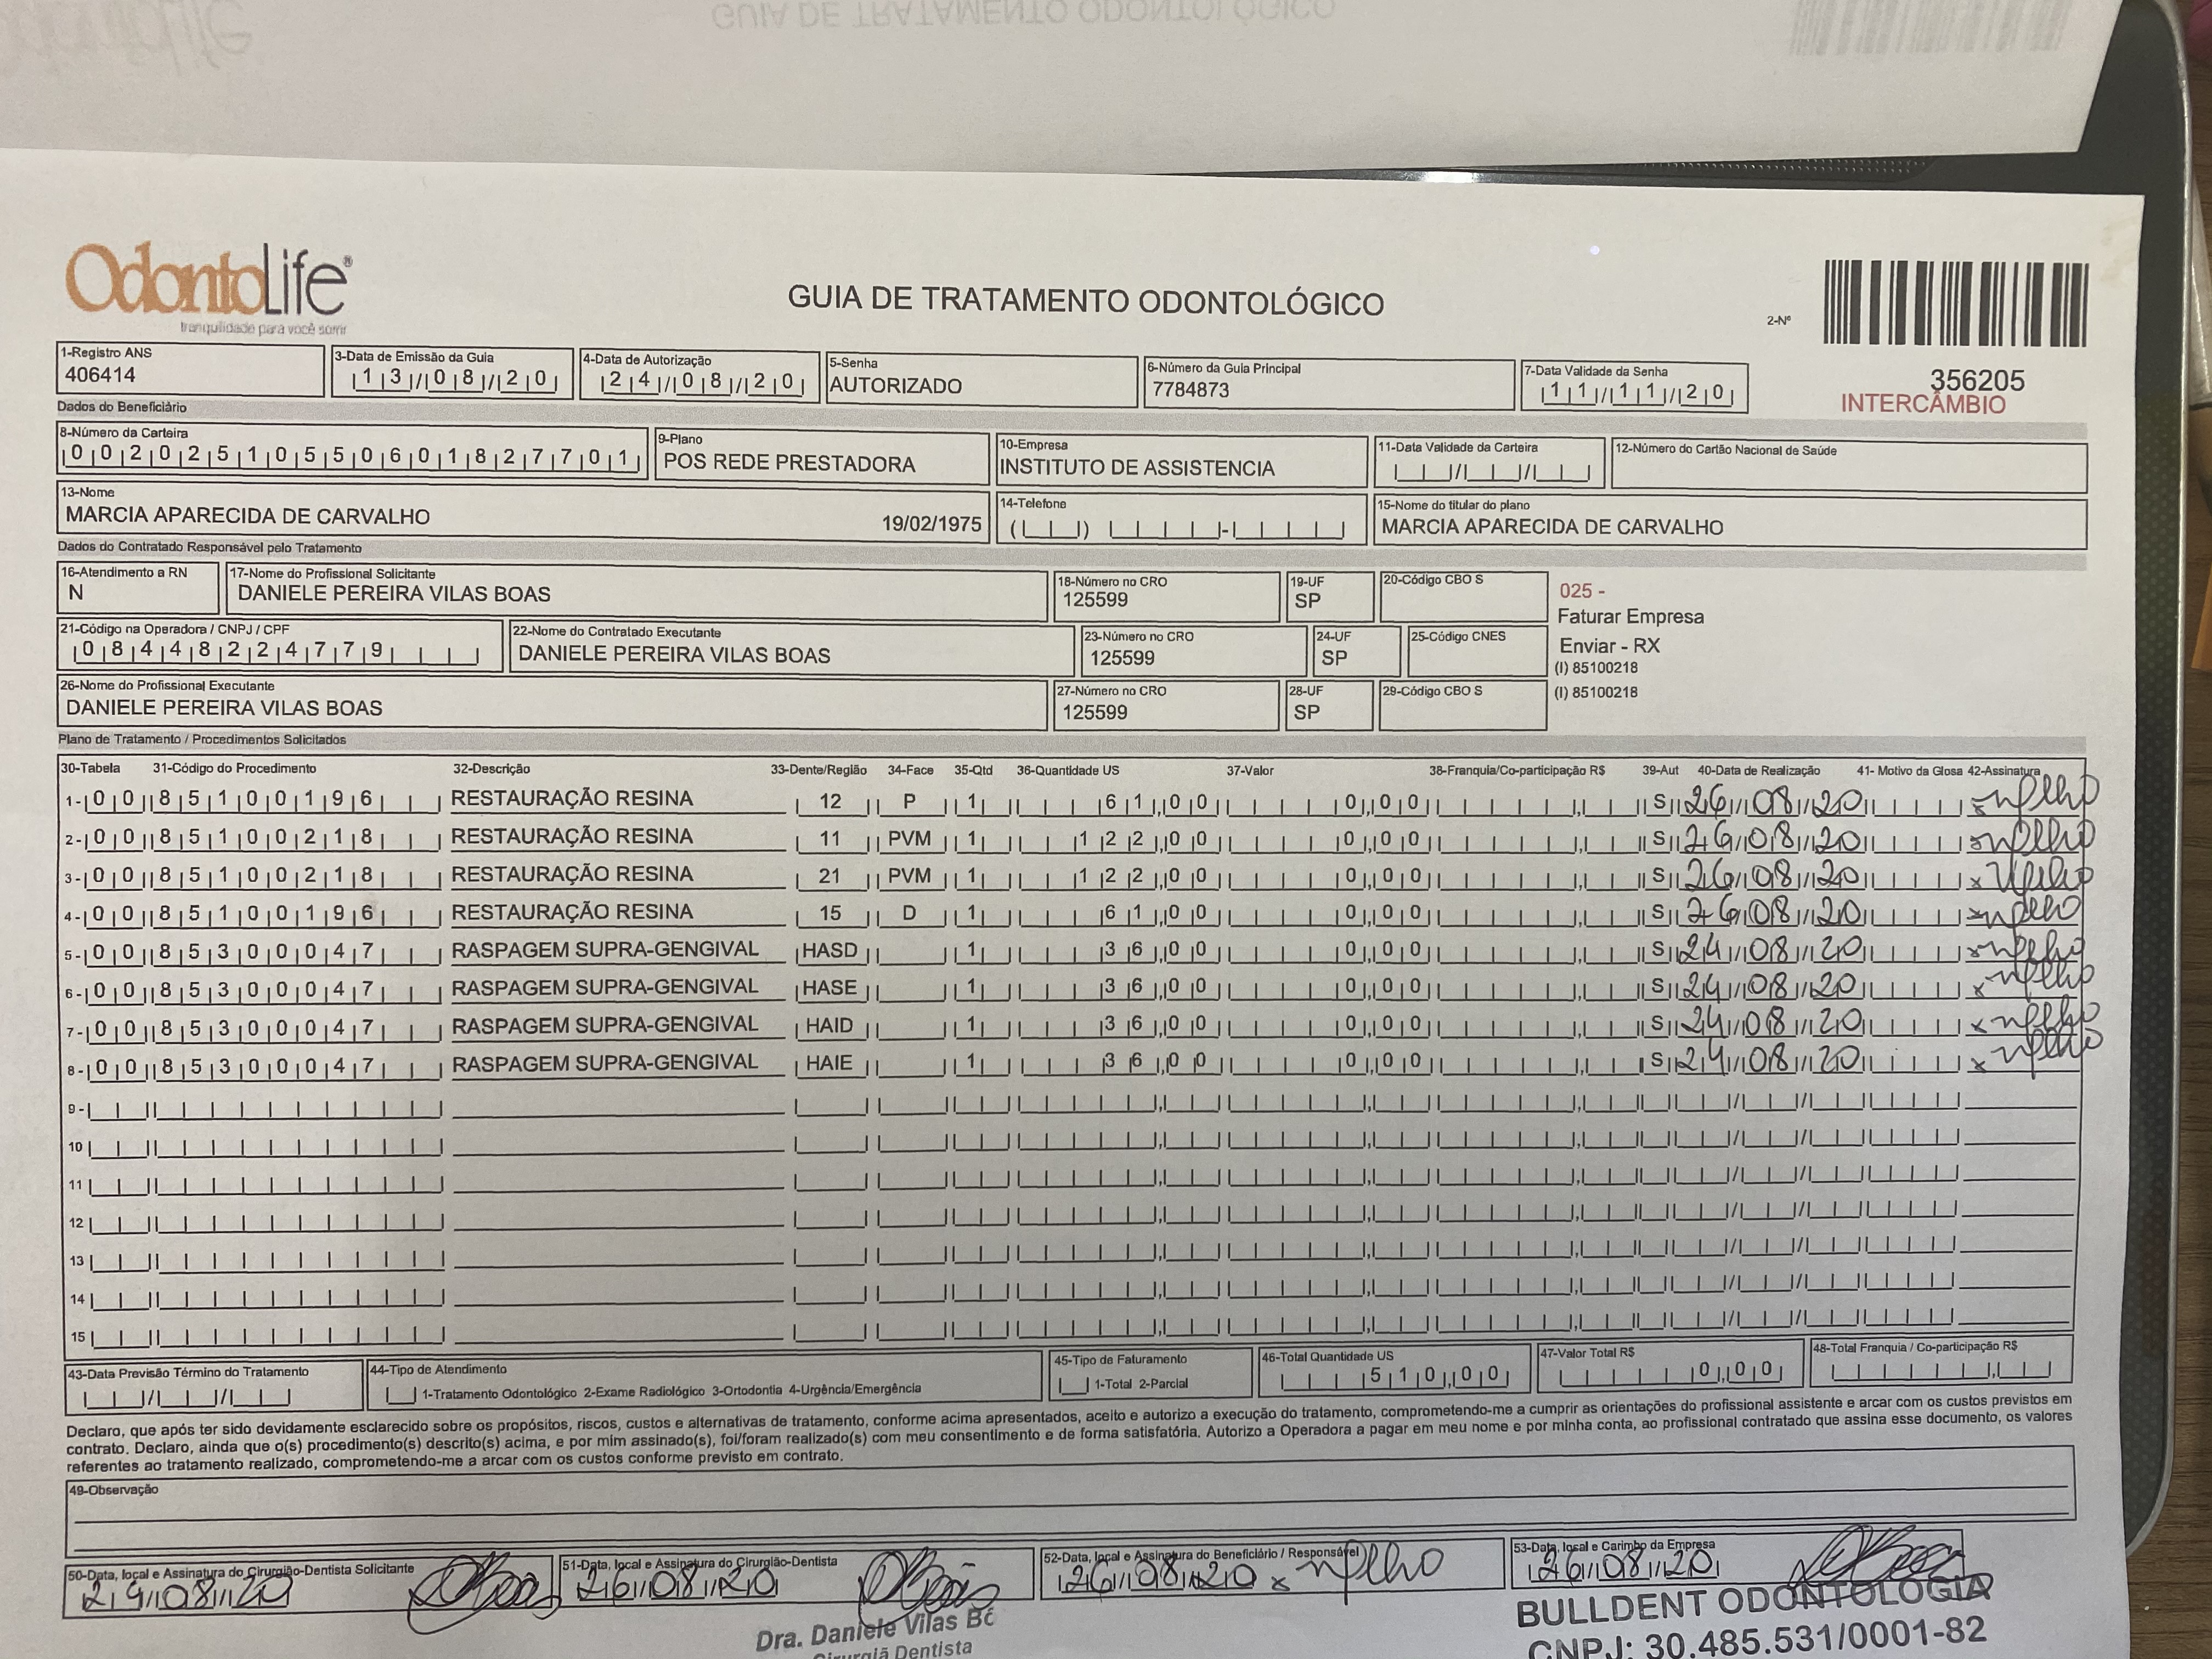 GUIA DE TRATAMENTO ODONTOLÓGICO
OdontoLife®
tranquilidade para você sorrir
GUIA DE TRATAMENTO ODONTOLÓGICO
2-Nº
356205
INTERCÂMBIO
1-Registro ANS
406414
3-Data de Emissão da Guia
13/08/20
4-Data de Autorização
24/08/20
5-Senha
AUTORIZADO
6-Número da Guia Principal
7784873
7-Data Validade da Senha
11/11/20
Dados do Beneficiário
8-Número da Carteira
00202510550601827701
9-Plano
POS REDE PRESTADORA
10-Empresa
INSTITUTO DE ASSISTENCIA
11-Data Validade da Carteira
12-Número do Cartão Nacional de Saúde
13-Nome
MARCIA APARECIDA DE CARVALHO 19/02/1975
14-Telefone
15-Nome do titular do plano
MARCIA APARECIDA DE CARVALHO
Dados do Contratado Responsável pelo Tratamento
16-Atendimento a RN
N
17-Nome do Profissional Solicitante
DANIELE PEREIRA VILAS BOAS
18-Número no CRO
125599
19-UF
SP
20-Código CBO S
025 -
Faturar Empresa
Enviar - RX
(I) 85100218
(I) 85100218
21-Código na Operadora / CNPJ / CPF
08448224779
22-Nome do Contratado Executante
DANIELE PEREIRA VILAS BOAS
23-Número no CRO
125599
24-UF
SP
25-Código CNES
26-Nome do Profissional Executante
DANIELE PEREIRA VILAS BOAS
27-Número no CRO
125599
28-UF
SP
29-Código CBO S
Plano de Tratamento / Procedimentos Solicitados
30-Tabela 31-Código do Procedimento 32-Descrição 33-Dente/Região 34-Face 35-Qtd 36-Quantidade US 37-Valor 38-Franquia/Co-participação R$ 39-Aut 40-Data de Realização 41- Motivo da Glosa 42-Assinatura
1- 00 85100196 RESTAURAÇÃO RESINA 12 P 1 61,00 0,00 S 26/08/20
2- 00 85100218 RESTAURAÇÃO RESINA 11 PVM 1 122,00 0,00 S 26/08/20
3- 00 85100218 RESTAURAÇÃO RESINA 21 PVM 1 122,00 0,00 S 26/08/20
4- 00 85100196 RESTAURAÇÃO RESINA 15 D 1 61,00 0,00 S 26/08/20
5- 00 85300047 RASPAGEM SUPRA-GENGIVAL HASD 1 36,00 0,00 S 24/08/20
6- 00 85300047 RASPAGEM SUPRA-GENGIVAL HASE 1 36,00 0,00 S 24/08/20
7- 00 85300047 RASPAGEM SUPRA-GENGIVAL HAID 1 36,00 0,00 S 24/08/20
8- 00 85300047 RASPAGEM SUPRA-GENGIVAL HAIE 1 36,00 0,00 S 24/08/20
9-
10
11
12
13
14
15
43-Data Previsão Término do Tratamento
44-Tipo de Atendimento
1-Tratamento Odontológico 2-Exame Radiológico 3-Ortodontia 4-Urgência/Emergência
45-Tipo de Faturamento
1-Total 2-Parcial
46-Total Quantidade US
510,00
47-Valor Total R$
0,00
48-Total Franquia / Co-participação R$
Declaro, que após ter sido devidamente esclarecido sobre os propósitos, riscos, custos e alternativas de tratamento, conforme acima apresentados, aceito e autorizo a execução do tratamento, comprometendo-me a cumprir as orientações do profissional assistente e arcar com os custos previstos em
contrato. Declaro, ainda que o(s) procedimento(s) descrito(s) acima, e por mim assinado(s), foi/foram realizado(s) com meu consentimento e de forma satisfatória. Autorizo a Operadora a pagar em meu nome e por minha conta, ao profissional contratado que assina esse documento, os valores
referentes ao tratamento realizado, comprometendo-me a arcar com os custos conforme previsto em contrato.
49-Observação
50-Data, local e Assinatura do Cirurgião-Dentista Solicitante
24/08/20
51-Data, local e Assinatura do Cirurgião-Dentista
26/08/20
52-Data, local e Assinatura do Beneficiário / Responsável
26/08/20
53-Data, local e Carimbo da Empresa
26/08/20
Dra. Daniele Vilas Bô
Cirurgiã Dentista
BULLDENT ODONTOLOGIA
CNPJ: 30.485.531/0001-82